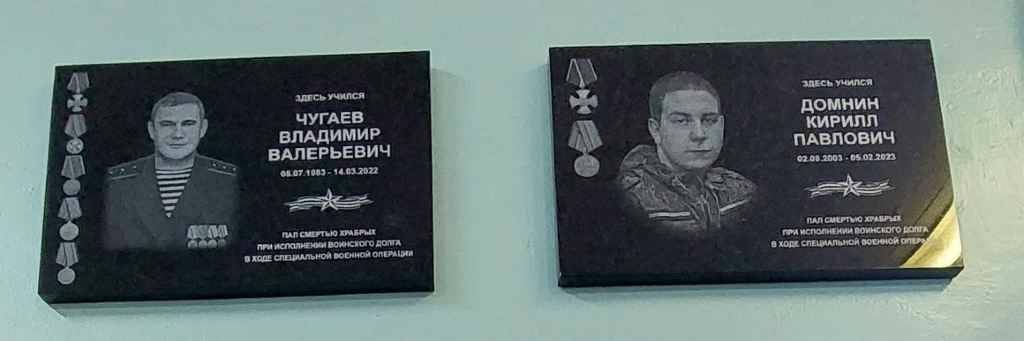 ЗДЕСЬ УЧИЛСЯ
ЧУГАЕВ
ВЛАДИМИР
ВАЛЕРЬЕВИЧ
05.07.1983 - 14.03.2022
ПАЛ СМЕРТЬЮ ХРАБРЫХ
ПРИ ИСПОЛНЕНИИ ВОИНСКОГО ДОЛГА
В ХОДЕ СПЕЦИАЛЬНОЙ ВОЕННОЙ ОПЕРАЦИИ
ЗДЕСЬ УЧИЛСЯ
ДОМНИН
КИРИЛЛ
ПАВЛОВИЧ
02.08.2003 - 05.02.2023
ПАЛ СМЕРТЬЮ ХРАБРЫХ
ПРИ ИСПОЛНЕНИИ ВОИНСКОГО ДОЛГА
В ХОДЕ СПЕЦИАЛЬНОЙ ВОЕННОЙ ОПЕРАЦИИ